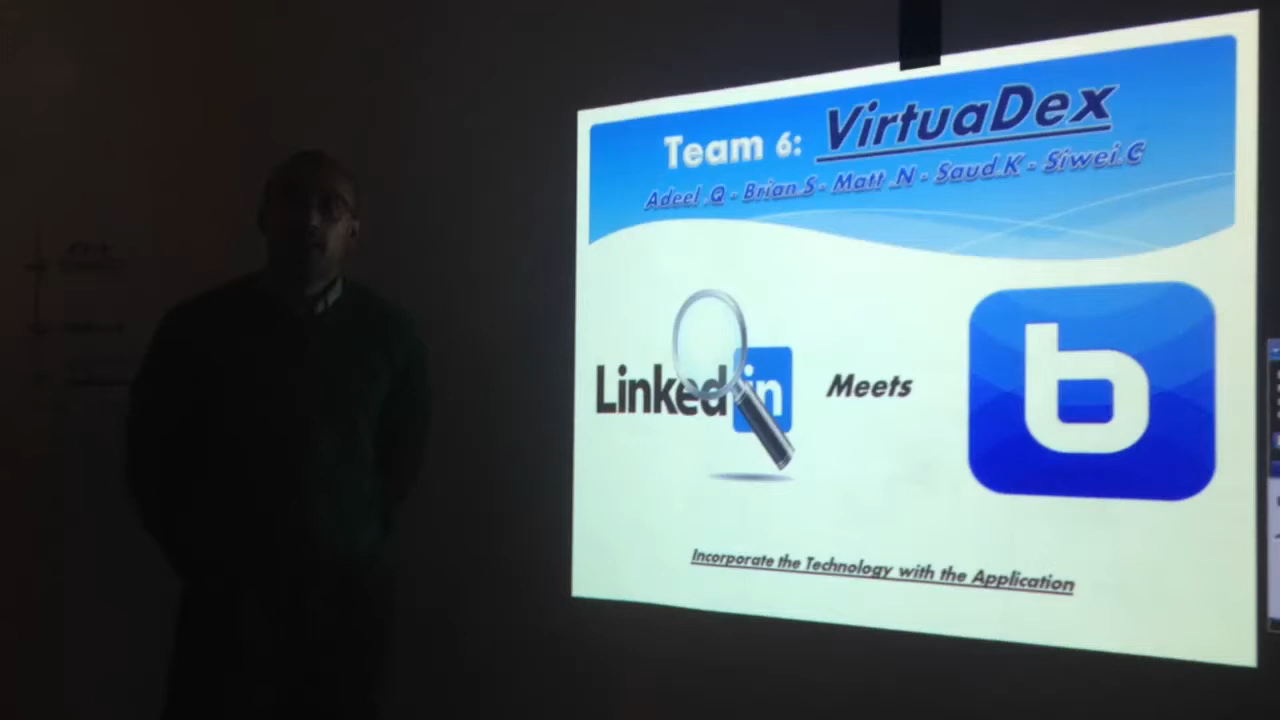 Team 6: VirtuaDex
Adeel .Q - Brian.S - Matt .N - Saud.K - Siwei.C
Linkedin Meets b
Incorporate the Technology with the Application